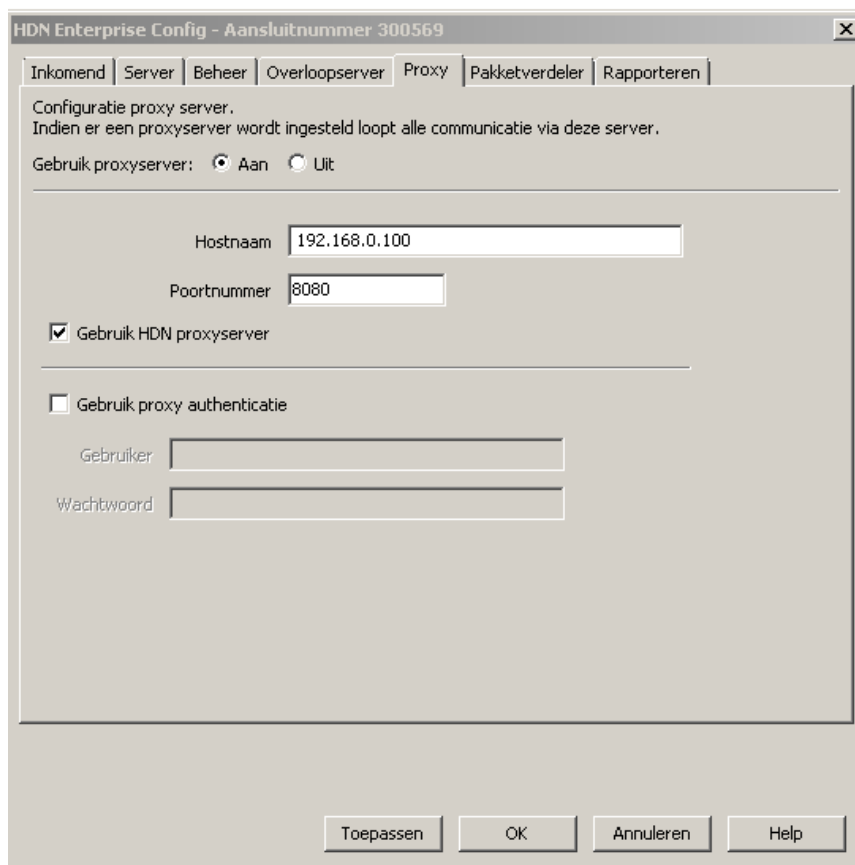 HDN Enterprise Config - Aansluitnummer 300569
Inkomend Server Beheer Overloopserver Proxy Pakketverdeler Rapporteren
Configuratie proxy server.
Indien er een proxyserver wordt ingesteld loopt alle communicatie via deze server.
Gebruik proxyserver: Aan Uit
Hostnaam 192.168.0.100
Poortnummer 8080
Gebruik HDN proxyserver
Gebruik proxy authenticatie
Gebruiker
Wachtwoord
Toepassen OK Annuleren Help